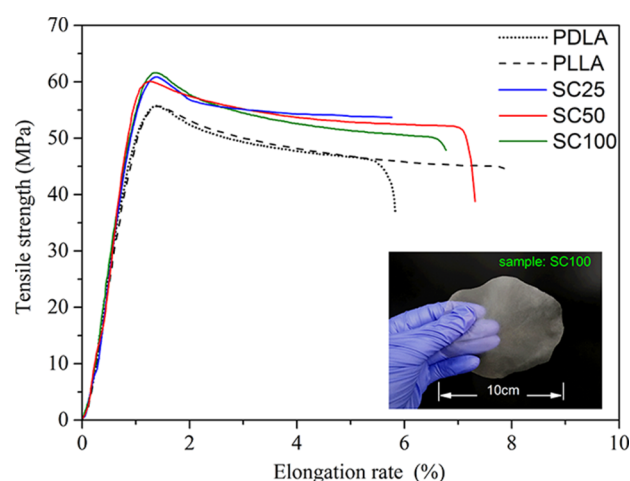 70
60
50
40
30
20
10
0
Tensile strength (MPa)
PDLA
PLLA
SC25
SC50
SC100
sample: SC100
10cm
0
2
4
6
8
10
Elongation rate (%)